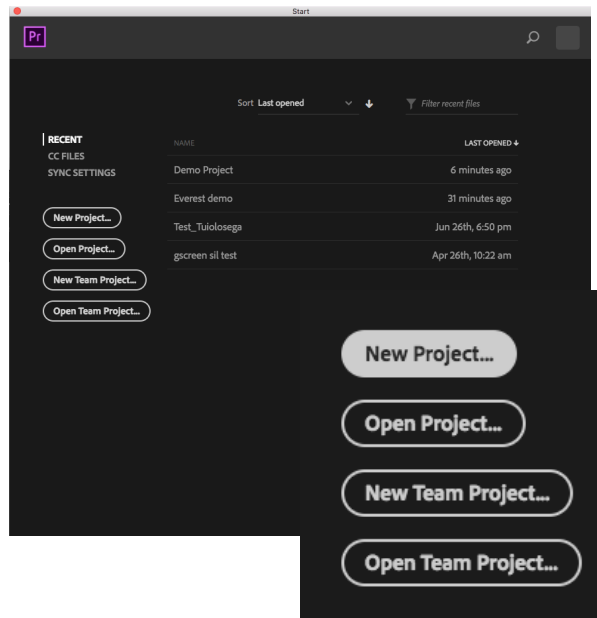 Start
Pr
Sort Last opened
Filter recent files
RECENT
CC FILES
SYNC SETTINGS
NAME LAST OPENED
Demo Project 6 minutes ago
Everest demo 31 minutes ago
Test_Tuiolosega Jun 26th, 6:50 pm
gscreen sil test Apr 26th, 10:22 am
New Project...
Open Project...
New Team Project...
Open Team Project...
New Project...
Open Project...
New Team Project...
Open Team Project...